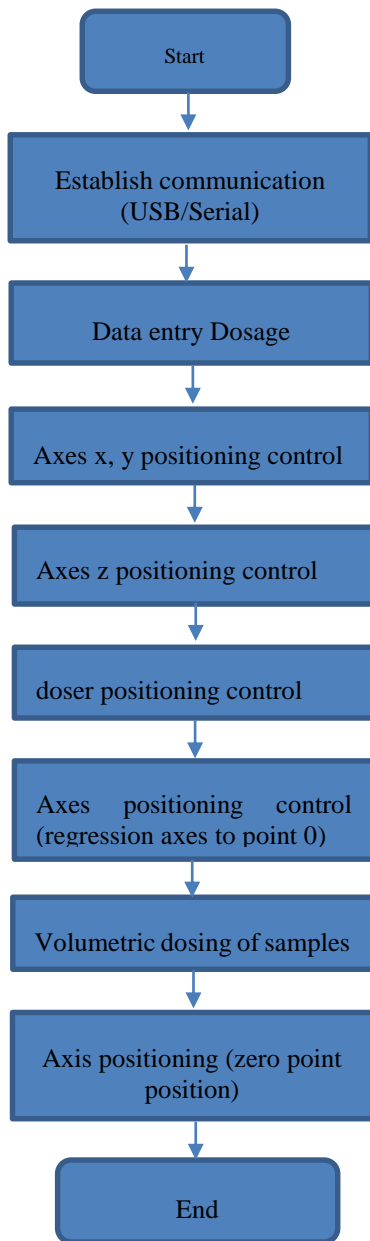 Start
Establish communication
(USB/Serial)
Data entry Dosage
Axes x, y positioning control
Axes z positioning control
doser positioning control
Axes positioning control
(regression axes to point 0)
Volumetric dosing of samples
Axis positioning (zero point
position)
End